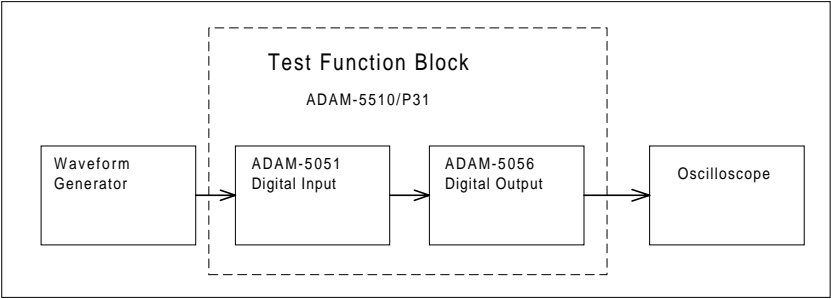 Test Function Block
ADAM-5510/P31
Waveform
Generator
ADAM-5051
Digital Input
ADAM-5056
Digital Output
Oscilloscope